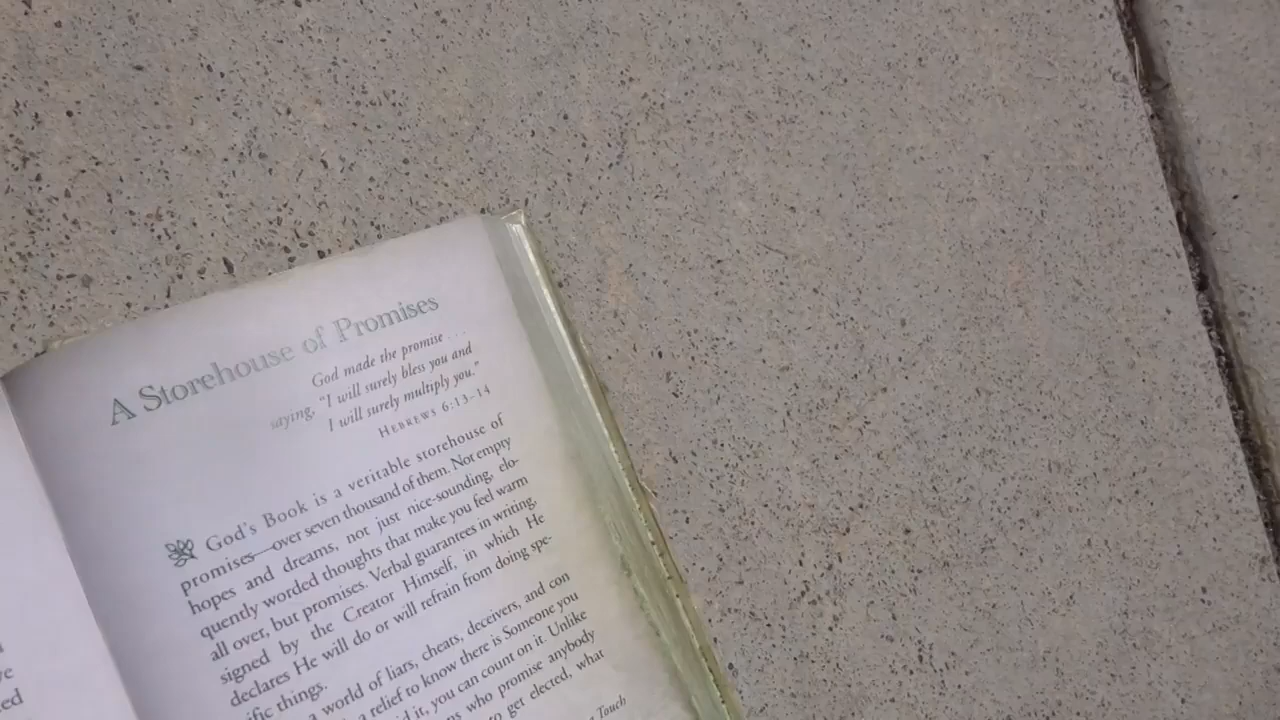 A Storehouse of Promises
God made the promise . . .
saying, "I will surely bless you and
I will surely multiply you."
HEBREWS 6:13–14
God's Book is a veritable storehouse of
promises—over seven thousand of them. Not empty
hopes and dreams, not just nice-sounding, elo-
quently worded thoughts that make you feel warm
all over, but promises. Verbal guarantees in writing,
signed by the Creator Himself, in which He
declares He will do or will refrain from doing spe-
ific things.
a world of liars, cheats, deceivers, and con
a relief to know there is Someone you
d it, you can count on it. Unlike
ns who promise anybody
to get elected, what
Touch